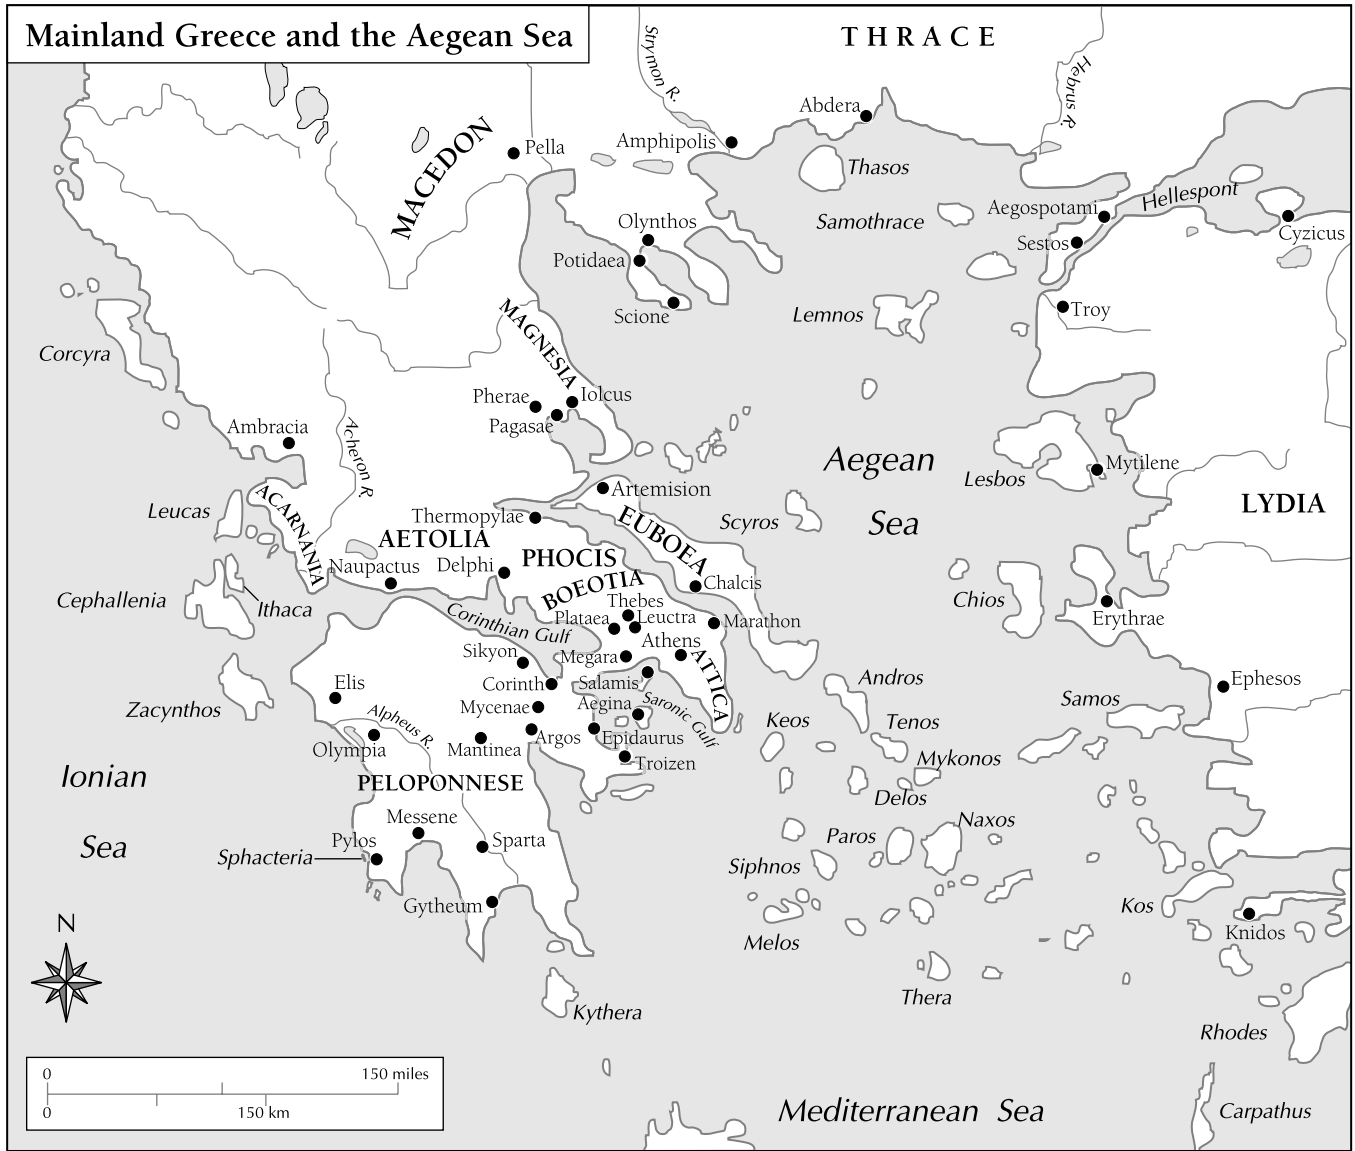 Mainland Greece and the Aegean Sea
THRACE
Strymon R.
Hebrus R.
Abdera
Amphipolis
Pella
MACEDON
Thasos
Hellespont
Aegospotami
Samothrace
Olynthos
Cyzicus
Sestos
Potidaea
MAGNESIA
Troy
Scione
Lemnos
Corcyra
Pherae
Iolcus
Pagasae
Ambracia
Acheron R.
Aegean
Sea
Mytilene
Lesbos
Artemision
LYDIA
ACARNANIA
Leucas
Thermopylae
EUBOEA
Scyros
AETOLIA
PHOCIS
Naupactus
Delphi
Chalcis
BOEOTIA
Cephallenia
Ithaca
Thebes
Chios
Corinthian Gulf
Plataea
Leuctra
Marathon
Erythrae
Athens
Sikyon
Megara
ATTICA
Salamis
Corinth
Elis
Andros
Ephesos
Samos
Zacynthos
Mycenae
Aegina
Saronic Gulf
Alpheus R.
Keos
Tenos
Olympia
Mantinea
Argos
Epidaurus
Troizen
Mykonos
Ionian
Sea
PELOPONNESE
Delos
Messene
Naxos
Pylos
Sparta
Paros
Sphacteria
Siphnos
Gytheum
Kos
Knidos
Melos
N
Thera
Kythera
Rhodes
0
150 miles
0
150 km
Mediterranean Sea
Carpathus